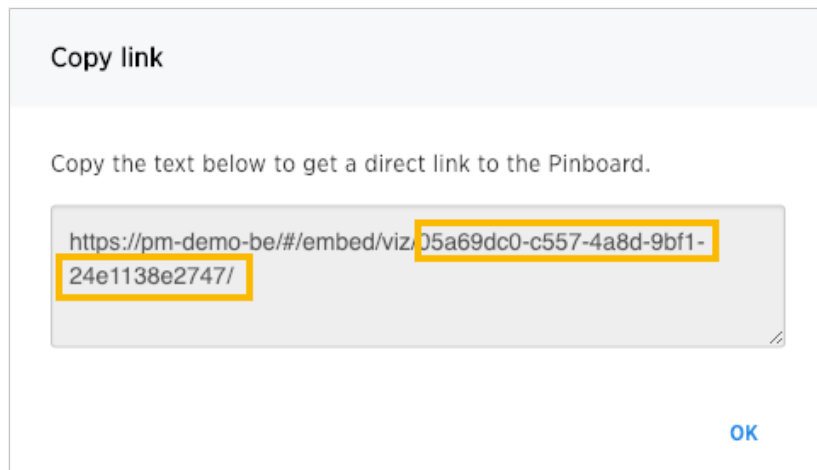 Copy link
Copy the text below to get a direct link to the Pinboard.
https://pm-demo-be/#/embed/viz/05a69dc0-c557-4a8d-9bf1-
24e1138e2747/
OK